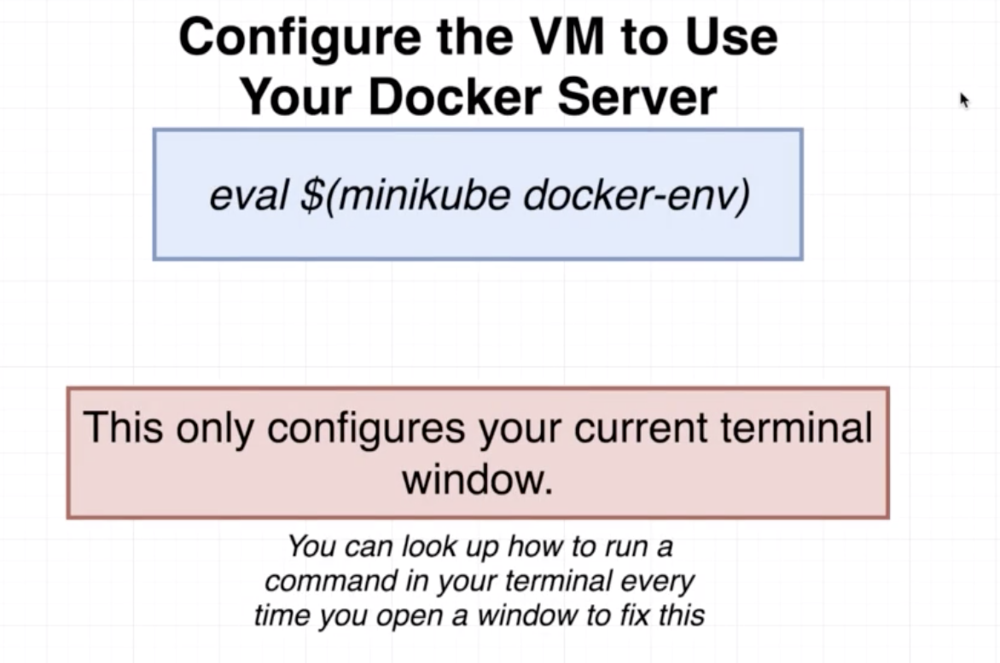 Configure the VM to Use
Your Docker Server
eval $(minikube docker-env)
This only configures your current terminal
window.
You can look up how to run a
command in your terminal every
time you open a window to fix this